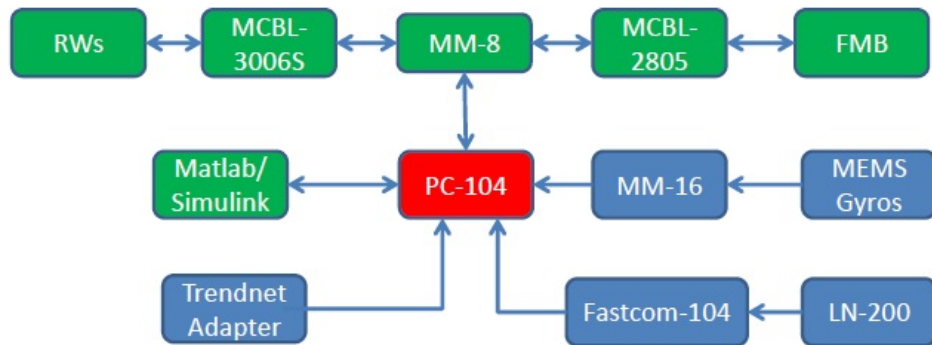 RWs
MCBL-
3006S
MM-8
MCBL-
2805
FMB
Matlab/
Simulink
PC-104
MM-16
MEMS
Gyros
Trendnet
Adapter
Fastcom-104
LN-200